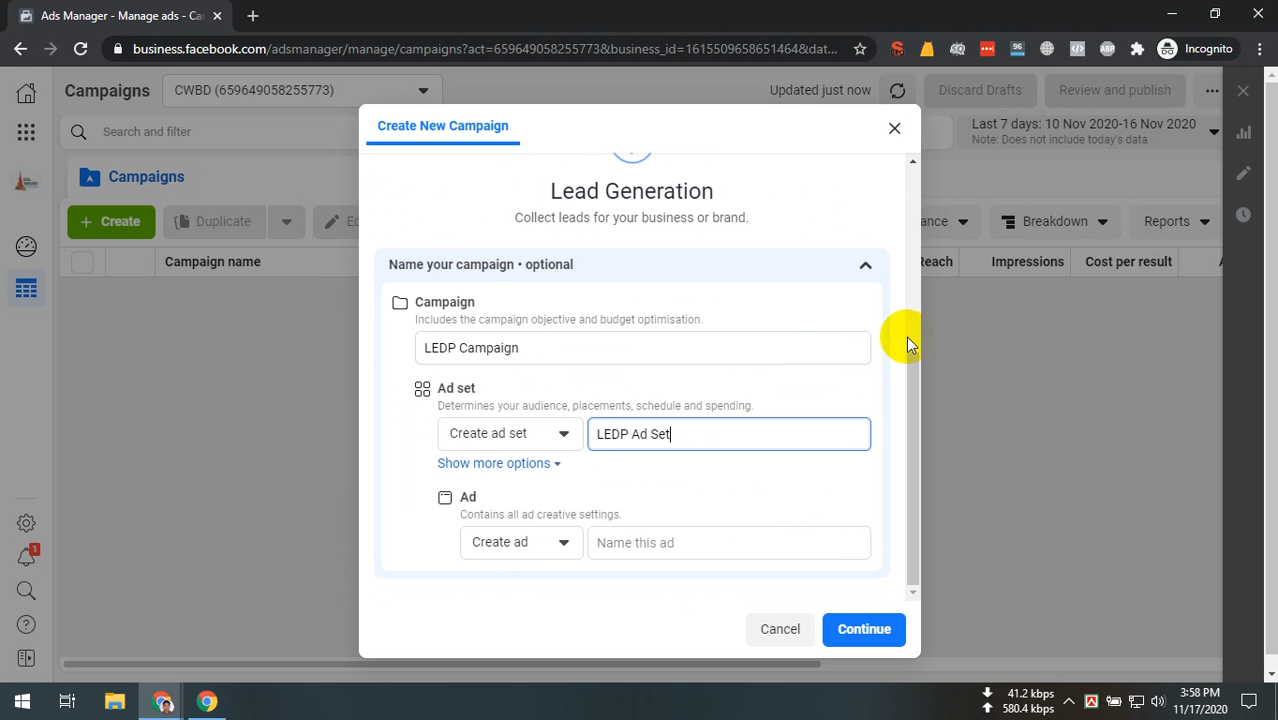 Ads Manager - Manage ads - Ca
Incognito
business.facebook.com/adsmanager/manage/campaigns?act=659649058255773&business_id=161550965865146​4&dat...
96
ABP
Campaigns
CWBD (659649058255773)
Updated just now
Discard Drafts
Review and publish
Search and filter
Last 7 days: 10 Nov 2020-16 Nov 2020
Note: Does not include today's data
Campaigns
+ Create
Duplicate
Breakdown
Reports
Campaign name
Reach
Impressions
Cost per result
Create New Campaign
Lead Generation
Collect leads for your business or brand.
Name your campaign • optional
Campaign
Includes the campaign objective and budget optimisation.
LEDP Campaign
Ad set
Determines your audience, placements, schedule and spending.
Create ad set
LEDP Ad Set
Show more options
Ad
Contains all ad creative settings.
Create ad
Name this ad
Cancel
Continue
1
41.2 kbps
580.4 kbps
3:58 PM
11/17/2020